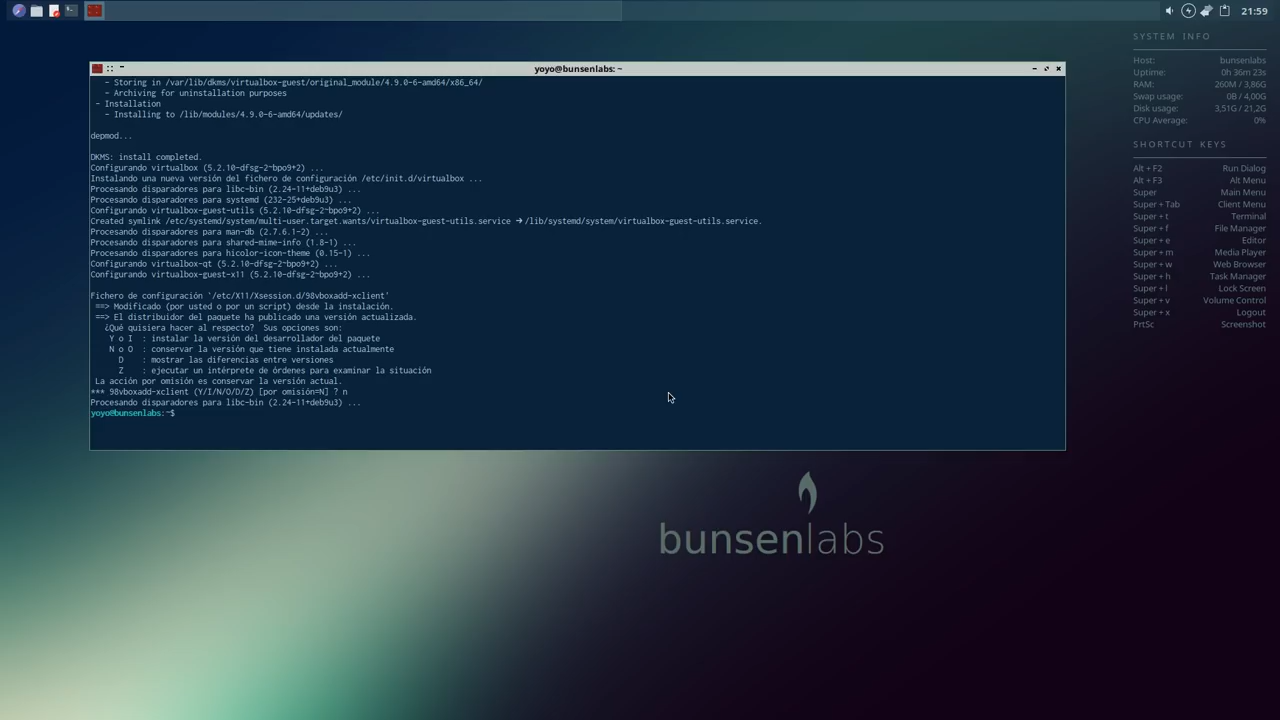 21:59
yoyo@bunsenlabs: ~
- Storing in /var/lib/dkms/virtualbox-guest/original_module/4.9.0-6-amd64/x86_64/
- Archiving for uninstallation purposes
- Installation
- Installing to /lib/modules/4.9.0-6-amd64/updates/
depmod...
DKMS: install completed.
Configurando virtualbox (5.2.10-dfsg-2~bpo9+2) ...
Instalando una nueva versión del fichero de configuración /etc/init.d/virtualbox ...
Procesando disparadores para libc-bin (2.24-11+deb9u3) ...
Procesando disparadores para systemd (232-25+deb9u3) ...
Configurando virtualbox-guest-utils (5.2.10-dfsg-2~bpo9+2) ...
Created symlink /etc/systemd/system/multi-user.target.wants/virtualbox-guest-utils.service → /lib/systemd/system/virtualbox-guest-utils.service.
Procesando disparadores para man-db (2.7.6.1-2) ...
Procesando disparadores para shared-mime-info (1.8-1) ...
Procesando disparadores para hicolor-icon-theme (0.15-1) ...
Configurando virtualbox-qt (5.2.10-dfsg-2~bpo9+2) ...
Configurando virtualbox-guest-x11 (5.2.10-dfsg-2~bpo9+2) ...
Fichero de configuración '/etc/X11/Xsession.d/98vboxadd-xclient'
==> Modificado (por usted o por un script) desde la instalación.
==> El distribuidor del paquete ha publicado una versión actualizada.
¿Qué quisiera hacer al respecto? Sus opciones son:
Y o I : instalar la versión del desarrollador del paquete
N o O : conservar la versión que tiene instalada actualmente
D : mostrar las diferencias entre versiones
Z : ejecutar un intérprete de órdenes para examinar la situación
La acción por omisión es conservar la versión actual.
*** 98vboxadd-xclient (Y/I/N/O/D/Z) [por omisión=N] ? n
Procesando disparadores para libc-bin (2.24-11+deb9u3) ...
yoyo@bunsenlabs:~$
SYSTEM INFO
Host: bunsenlabs
Uptime: 0h 36m 23s
RAM: 260M / 3,86G
Swap usage: 0B / 4,00G
Disk usage: 3,51G / 21,2G
CPU Average: 0%
SHORTCUT KEYS
Alt + F2 Run Dialog
Alt + F3 Alt Menu
Super Main Menu
Super + Tab Client Menu
Super + t Terminal
Super + f File Manager
Super + e Editor
Super + m Media Player
Super + w Web Browser
Super + h Task Manager
Super + l Lock Screen
Super + v Volume Control
Super + x Logout
PrtSc Screenshot
bunsenlabs